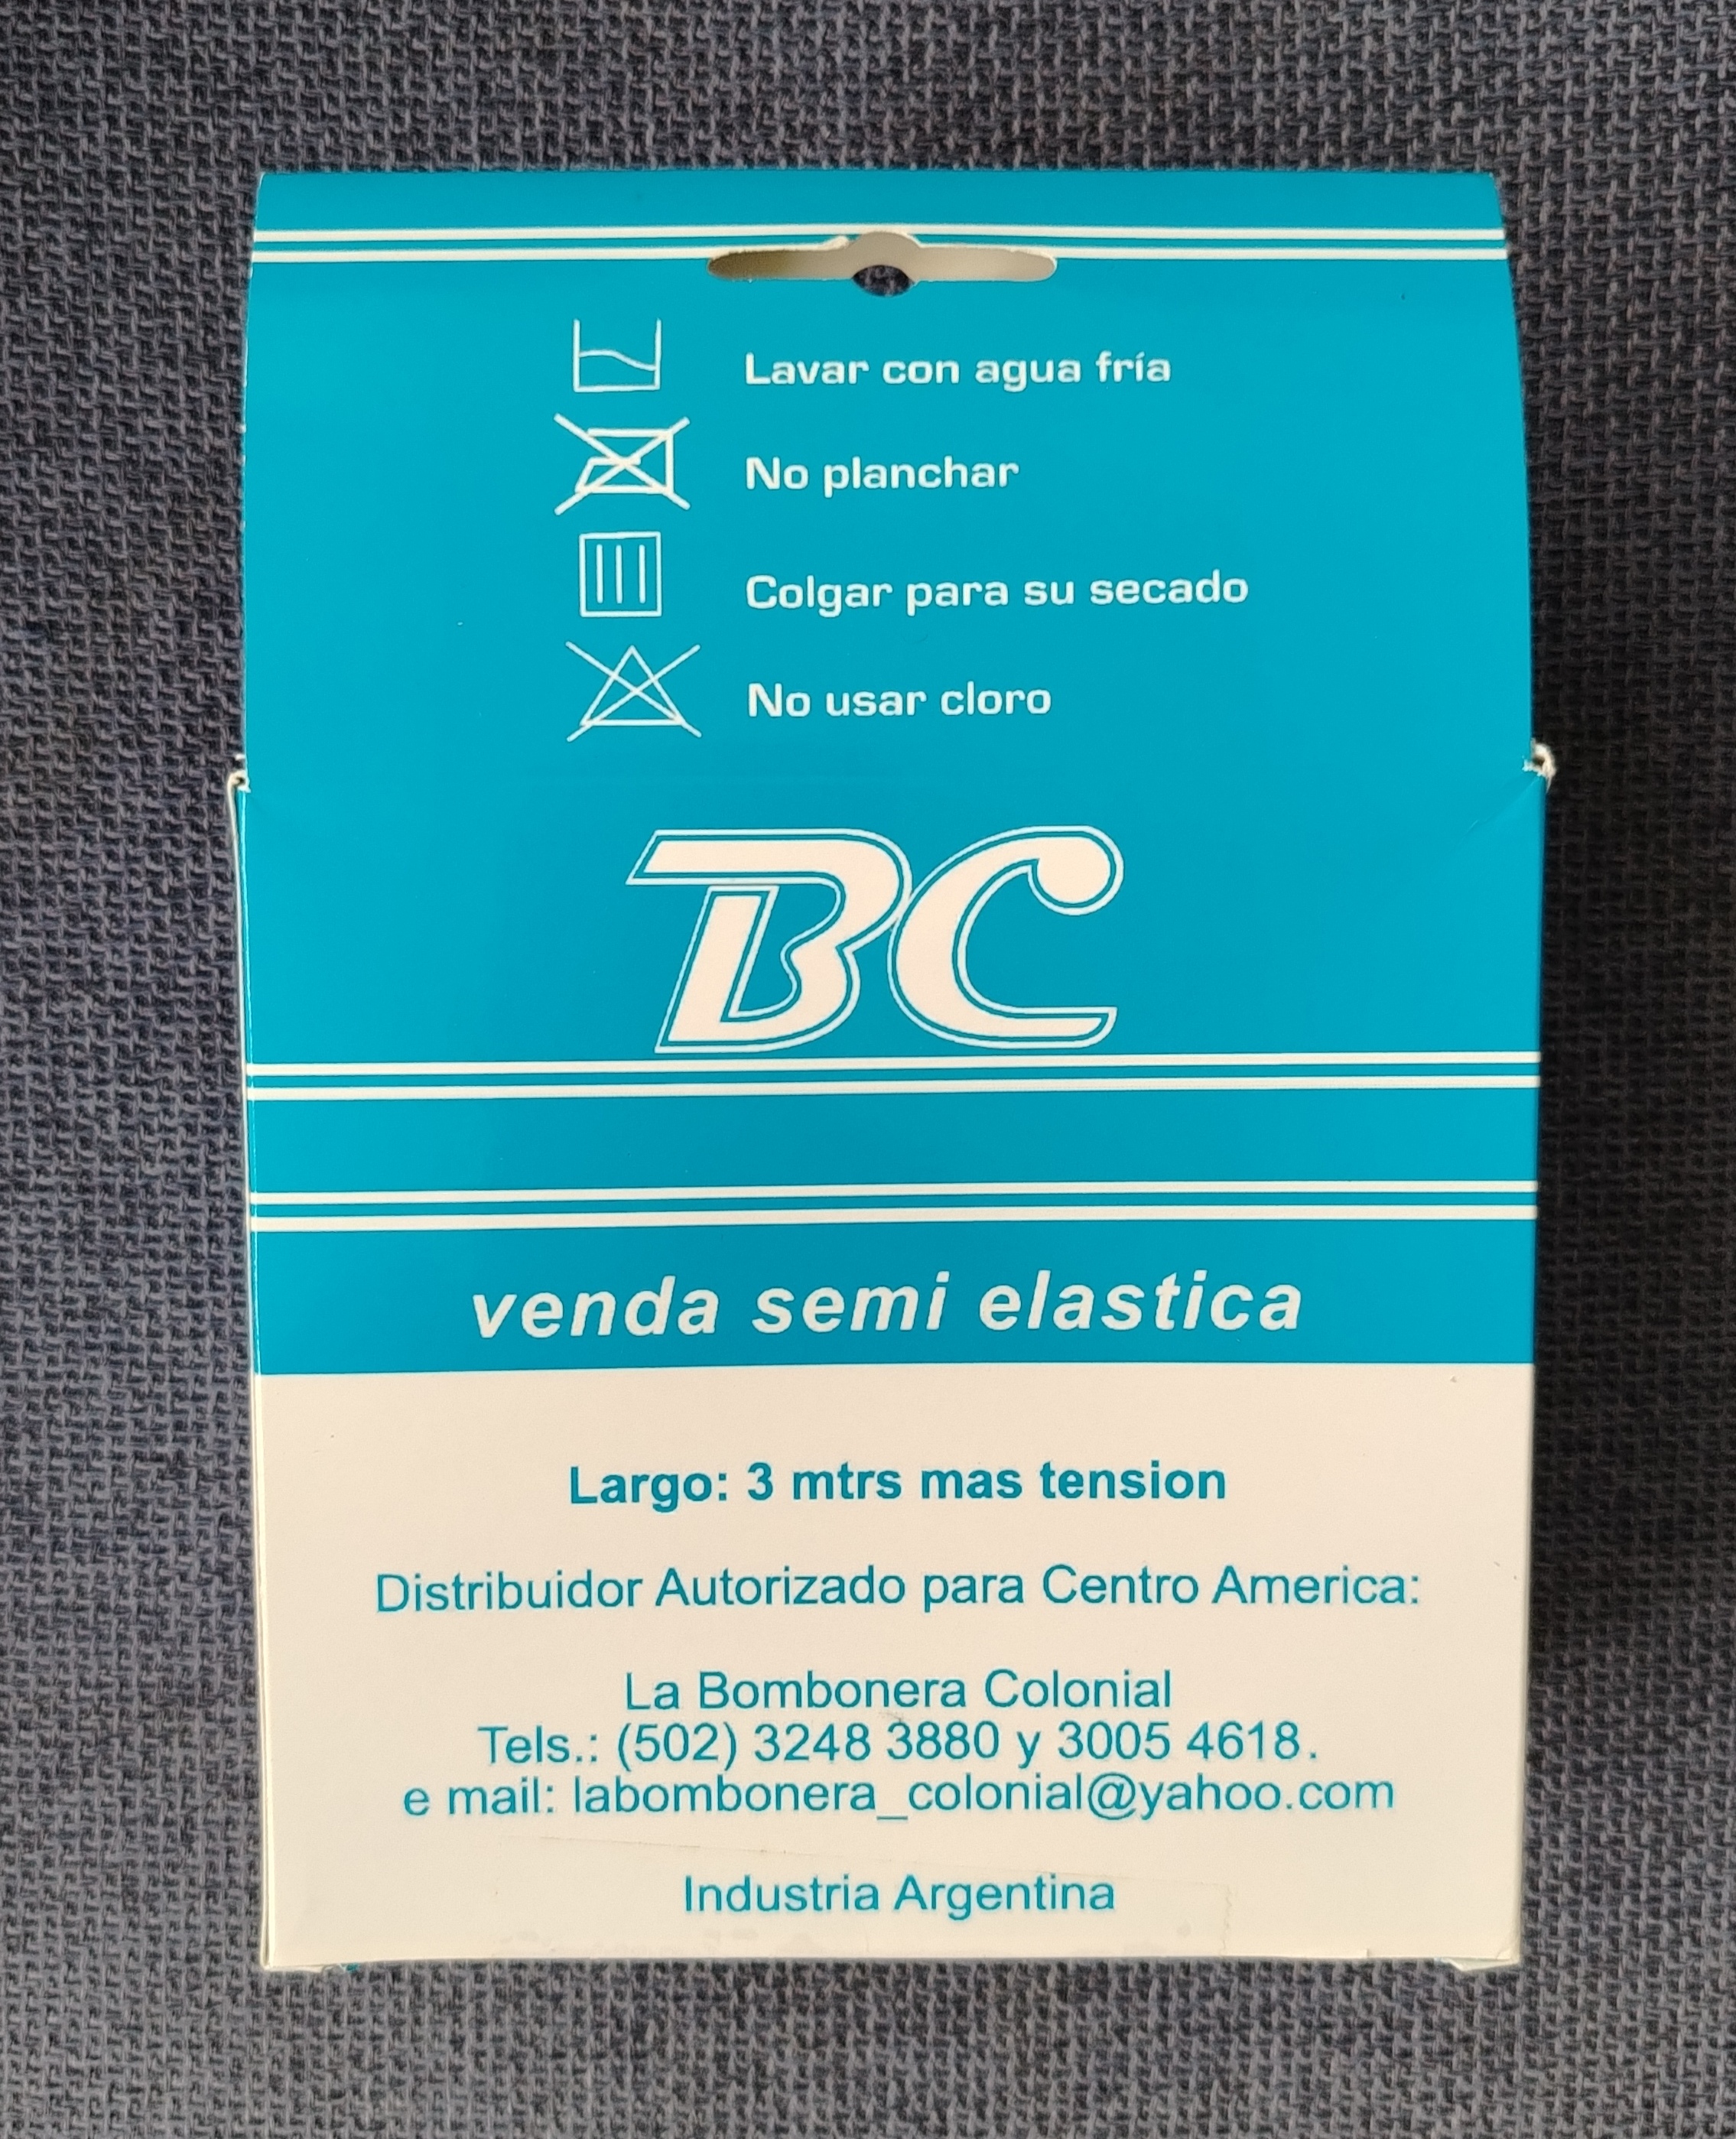 Lavar con agua fría
No planchar
Colgar para su secado
No usar cloro
BC
venda semi elastica
Largo: 3 mtrs mas tension
Distribuidor Autorizado para Centro America:
La Bombonera Colonial
Tels.: (502) 3248 3880 y 3005 4618.
e mail: labombonera_colonial@yahoo.com
Industria Argentina